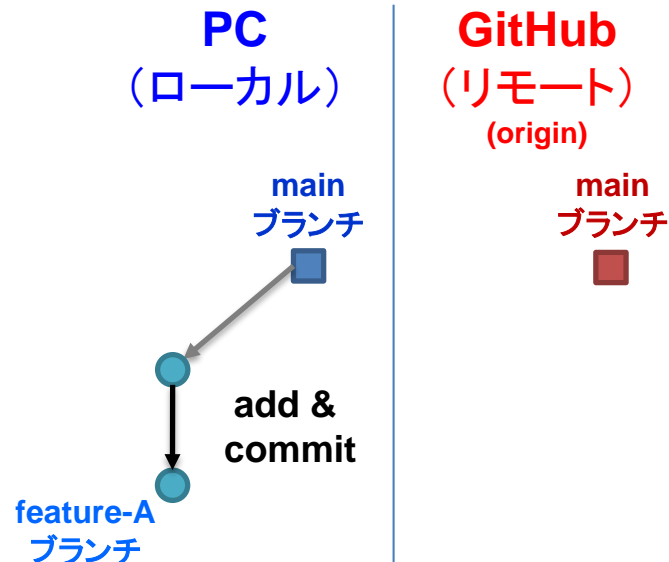 PC
（ローカル）
GitHub
（リモート）
(origin)
main
ブランチ
main
ブランチ
add &
commit
feature-A
ブランチ